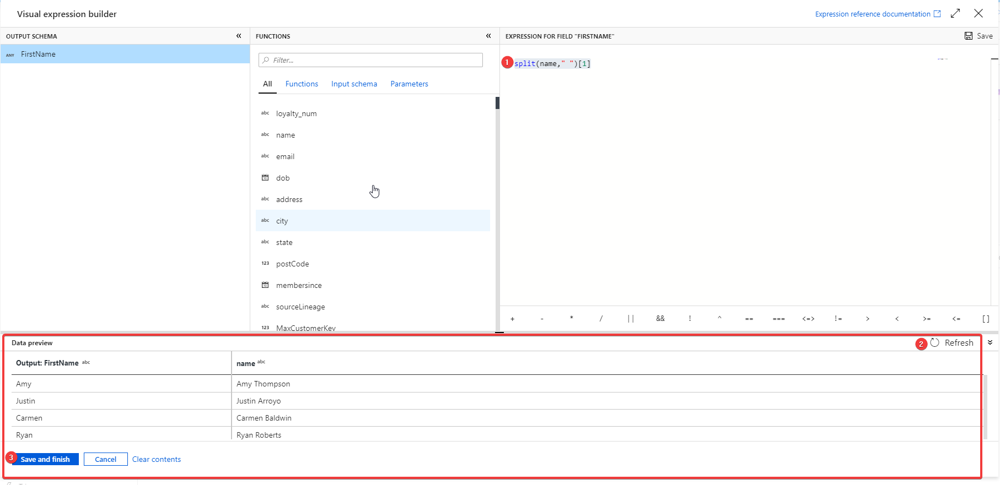 Visual expression builder
Expression reference documentation
OUTPUT SCHEMA «
FUNCTIONS «
EXPRESSION FOR FIELD "FIRSTNAME"
Save
ANY FirstName
Filter...
1 split(name," ")[1]
All Functions Input schema Parameters
abc loyalty_num
abc name
abc email
12 dob
abc address
abc city
abc state
123 postCode
12 membersince
abc sourceLineage
123 MaxCustomerKey
+ - * / || && ! ^ == === <=> != > < >= <= []
Data preview
2 Refresh
Output: FirstName abc name abc
Amy Amy Thompson
Justin Justin Arroyo
Carmen Carmen Baldwin
Ryan Ryan Roberts
3 Save and finish Cancel Clear contents